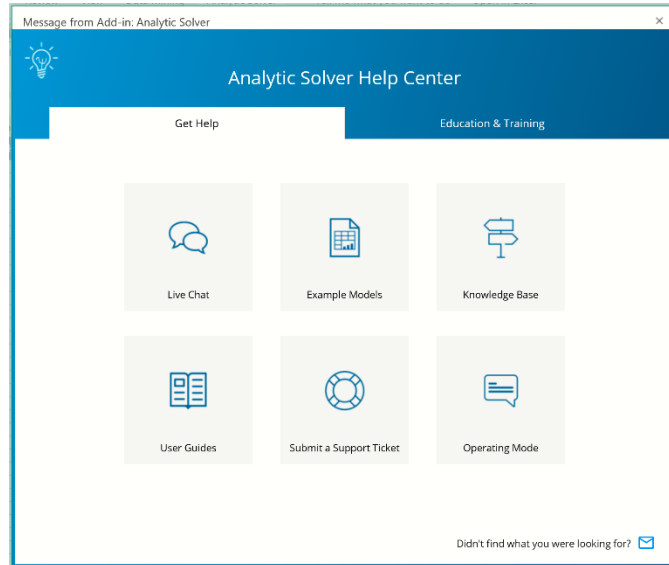 Message from Add-in: Analytic Solver
Analytic Solver Help Center
Get Help
Education & Training
Live Chat
Example Models
Knowledge Base
User Guides
Submit a Support Ticket
Operating Mode
Didn't find what you were looking for?